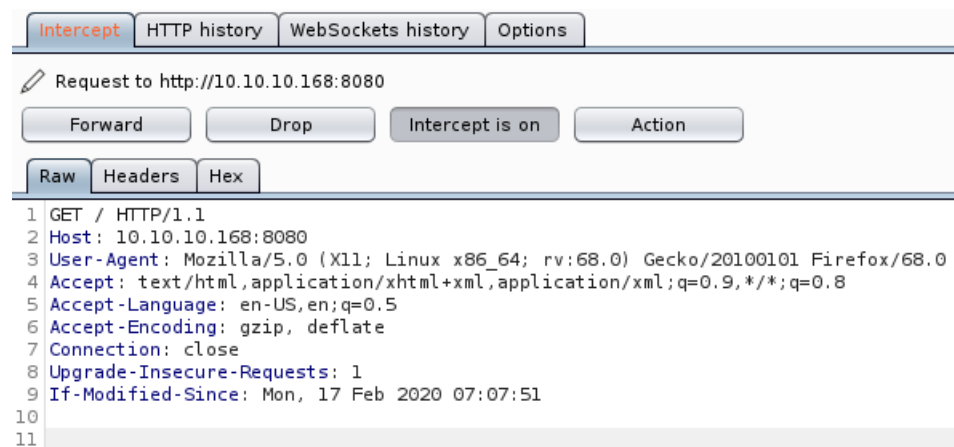 Intercept HTTP history WebSockets history Options
Request to http://10.10.10.168:8080
Forward Drop Intercept is on Action
Raw Headers Hex
1 GET / HTTP/1.1
2 Host: 10.10.10.168:8080
3 User-Agent: Mozilla/5.0 (X11; Linux x86_64; rv:68.0) Gecko/20100101 Firefox/68.0
4 Accept: text/html,application/xhtml+xml,application/xml;q=0.9,*/*;q=0.8
5 Accept-Language: en-US,en;q=0.5
6 Accept-Encoding: gzip, deflate
7 Connection: close
8 Upgrade-Insecure-Requests: 1
9 If-Modified-Since: Mon, 17 Feb 2020 07:07:51
10
11